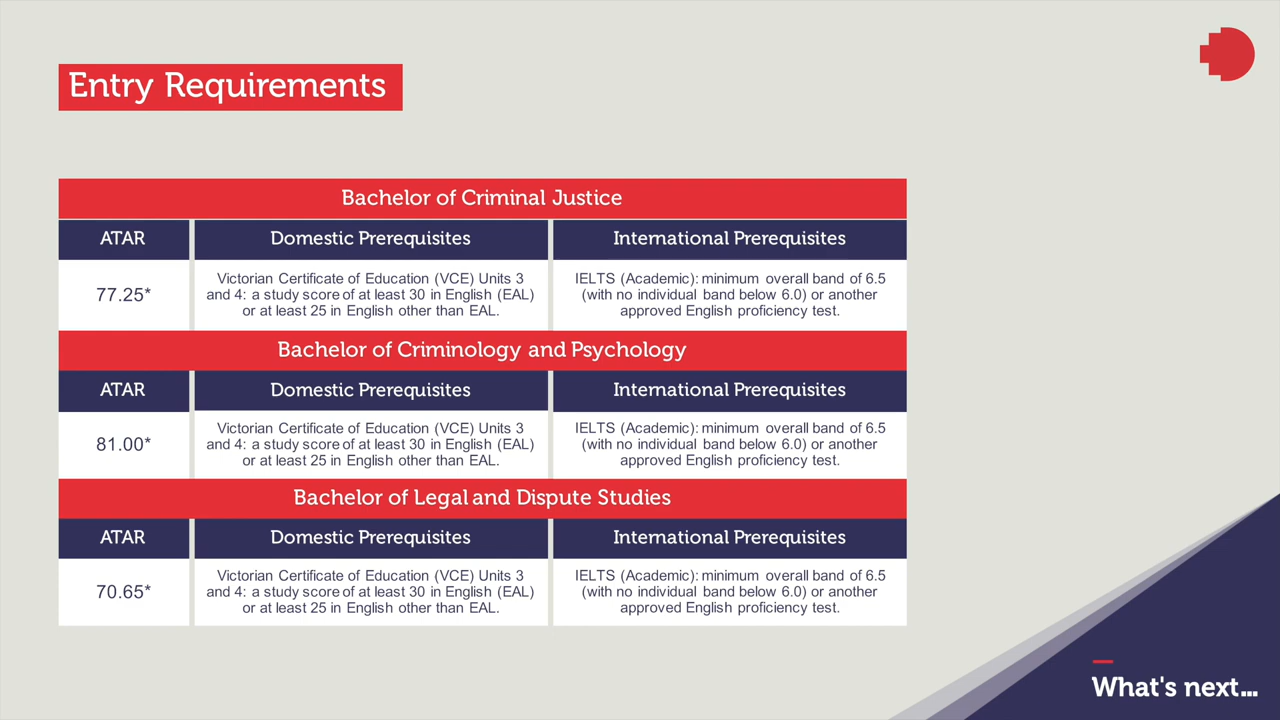 Entry Requirements
Bachelor of Criminal Justice
ATAR
Domestic Prerequisites
International Prerequisites
77.25*
Victorian Certificate of Education (VCE) Units 3
and 4: a study score of at least 30 in English (EAL)
or at least 25 in English other than EAL.
IELTS (Academic): minimum overall band of 6.5
(with no individual band below 6.0) or another
approved English proficiency test.
Bachelor of Criminology and Psychology
ATAR
Domestic Prerequisites
International Prerequisites
81.00*
Victorian Certificate of Education (VCE) Units 3
and 4: a study score of at least 30 in English (EAL)
or at least 25 in English other than EAL.
IELTS (Academic): minimum overall band of 6.5
(with no individual band below 6.0) or another
approved English proficiency test.
Bachelor of Legal and Dispute Studies
ATAR
Domestic Prerequisites
International Prerequisites
70.65*
Victorian Certificate of Education (VCE) Units 3
and 4: a study score of at least 30 in English (EAL)
or at least 25 in English other than EAL.
IELTS (Academic): minimum overall band of 6.5
(with no individual band below 6.0) or another
approved English proficiency test.
What's next...